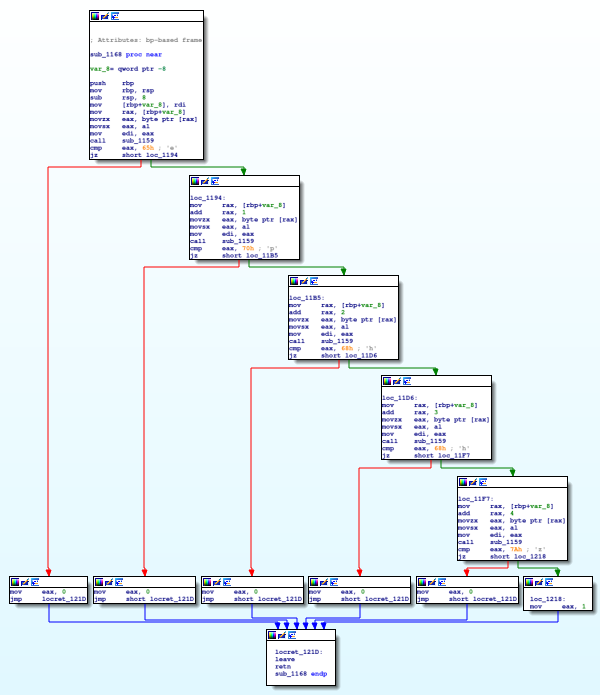 ; Attributes: bp-based frame
sub_1168 proc near
var_8= qword ptr -8
push rbp
mov rbp, rsp
sub rsp, 8
mov [rbp+var_8], rdi
mov rax, [rbp+var_8]
movzx eax, byte ptr [rax]
movsx eax, al
mov edi, eax
call sub_1159
cmp eax, 65h ; 'e'
jz short loc_1194
loc_1194:
mov rax, [rbp+var_8]
add rax, 1
movzx eax, byte ptr [rax]
movsx eax, al
mov edi, eax
call sub_1159
cmp eax, 70h ; 'p'
jz short loc_11B5
loc_11B5:
mov rax, [rbp+var_8]
add rax, 2
movzx eax, byte ptr [rax]
movsx eax, al
mov edi, eax
call sub_1159
cmp eax, 68h ; 'h'
jz short loc_11D6
loc_11D6:
mov rax, [rbp+var_8]
add rax, 3
movzx eax, byte ptr [rax]
movsx eax, al
mov edi, eax
call sub_1159
cmp eax, 68h ; 'h'
jz short loc_11F7
loc_11F7:
mov rax, [rbp+var_8]
add rax, 4
movzx eax, byte ptr [rax]
movsx eax, al
mov edi, eax
call sub_1159
cmp eax, 7Ah ; 'z'
jz short loc_1218
mov eax, 0
jmp locret_121D
mov eax, 0
jmp short locret_121D
mov eax, 0
jmp short locret_121D
mov eax, 0
jmp short locret_121D
mov eax, 0
jmp short locret_121D
loc_1218:
mov eax, 1
locret_121D:
leave
retn
sub_1168 endp